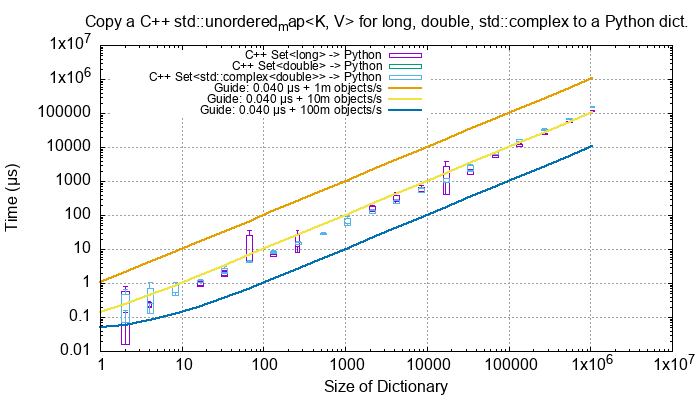 Copy a C++ std::unordered_map<K, V> for long, double, std::complex to a Python dict.
1x10^7
1x10^6
100000
10000
1000
100
10
1
0.1
0.01
Time (µs)
C++ Set<long> -> Python
C++ Set<double> -> Python
C++ Set<std::complex<double>> -> Python
Guide: 0.040 µs + 1m objects/s
Guide: 0.040 µs + 10m objects/s
Guide: 0.040 µs + 100m objects/s
1 10 100 1000 10000 100000 1x10^6 1x10^7
Size of Dictionary